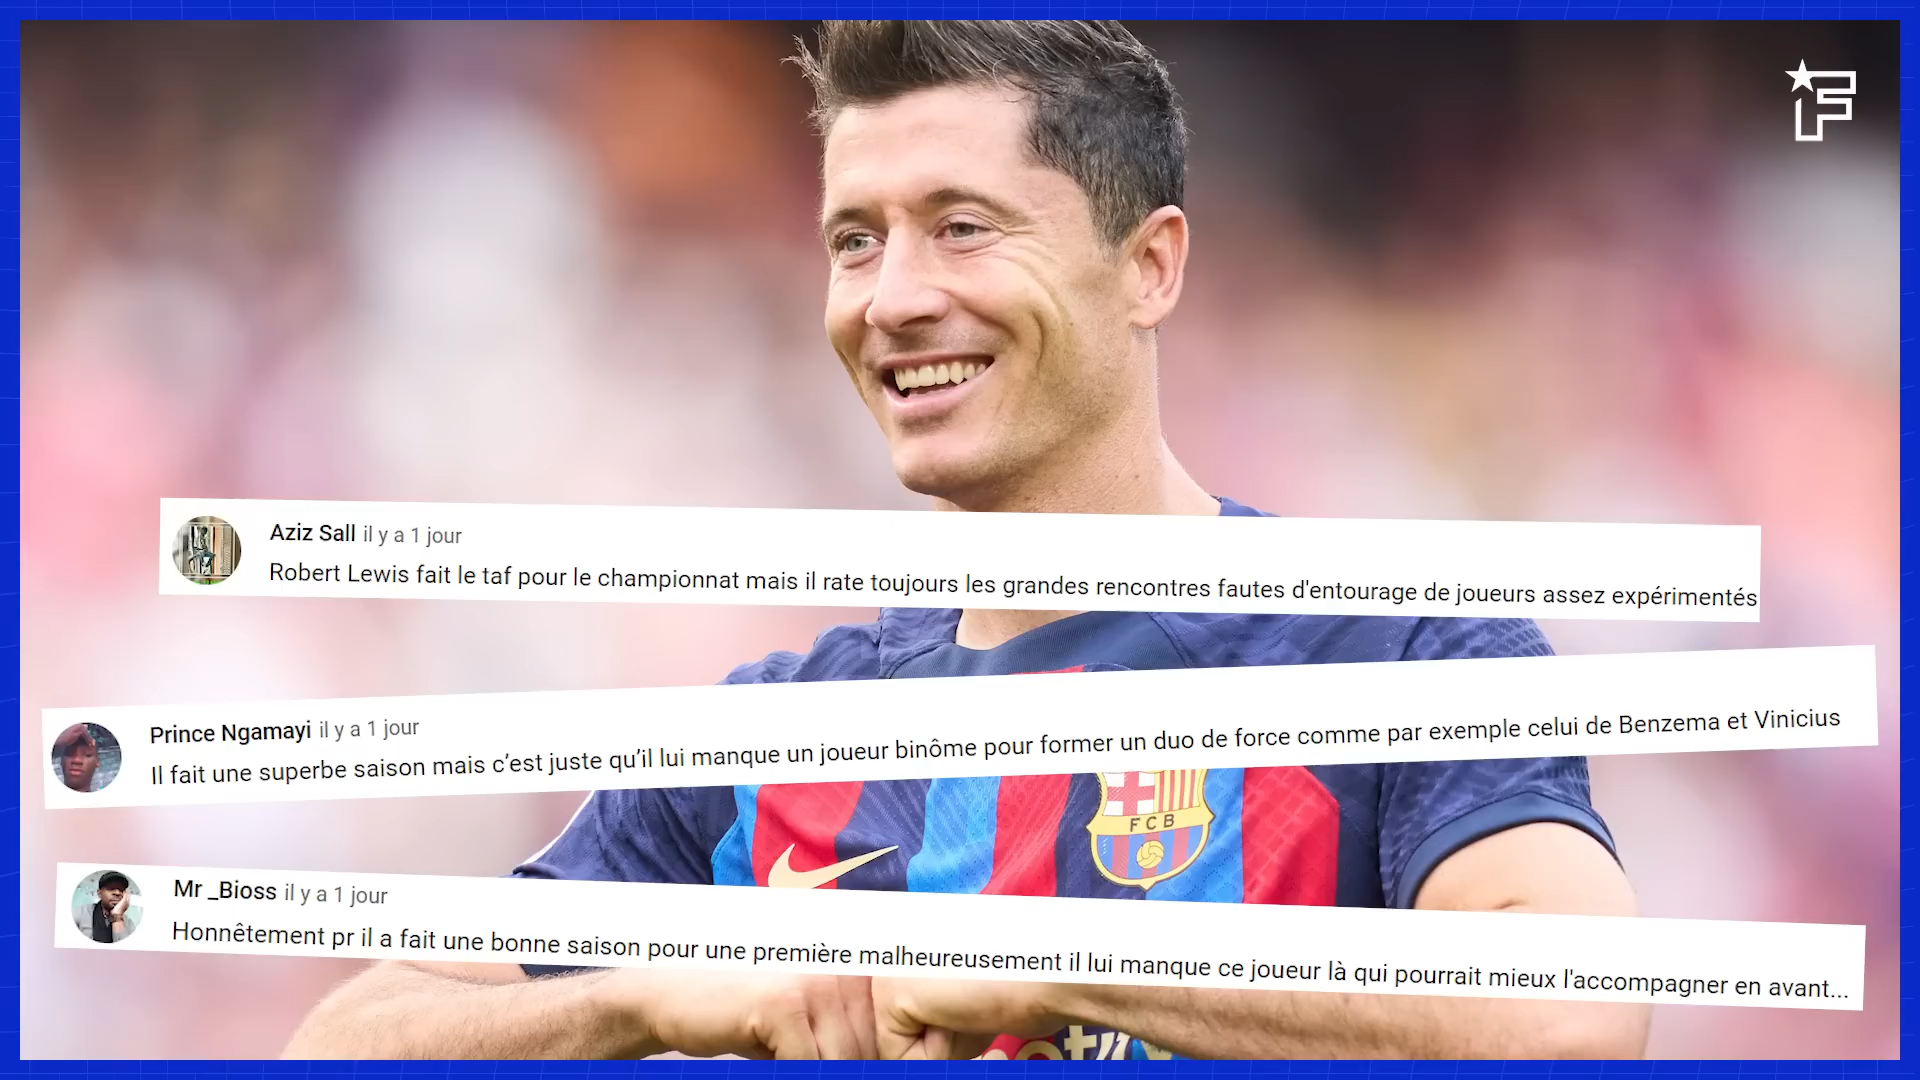 Aziz Sall il y a 1 jour
Robert Lewis fait le taf pour le championnat mais il rate toujours les grandes rencontres fautes d'entourage de joueurs assez expérimentés
Prince Ngamayi il y a 1 jour
Il fait une superbe saison mais c’est juste qu’il lui manque un joueur binôme pour former un duo de force comme par exemple celui de Benzema et Vinicius
FCB
Mr _Bioss il y a 1 jour
Honnêtement pr il a fait une bonne saison pour une première malheureusement il lui manque ce joueur là qui pourrait mieux l'accompagner en avant...